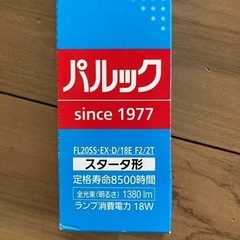 パルック
since 1977
FL20SS・EX-D/18E F2/2T
スタータ形
定格寿命8500時間
全光束(明るさ) 1380 lm
ランプ消費電力 18W